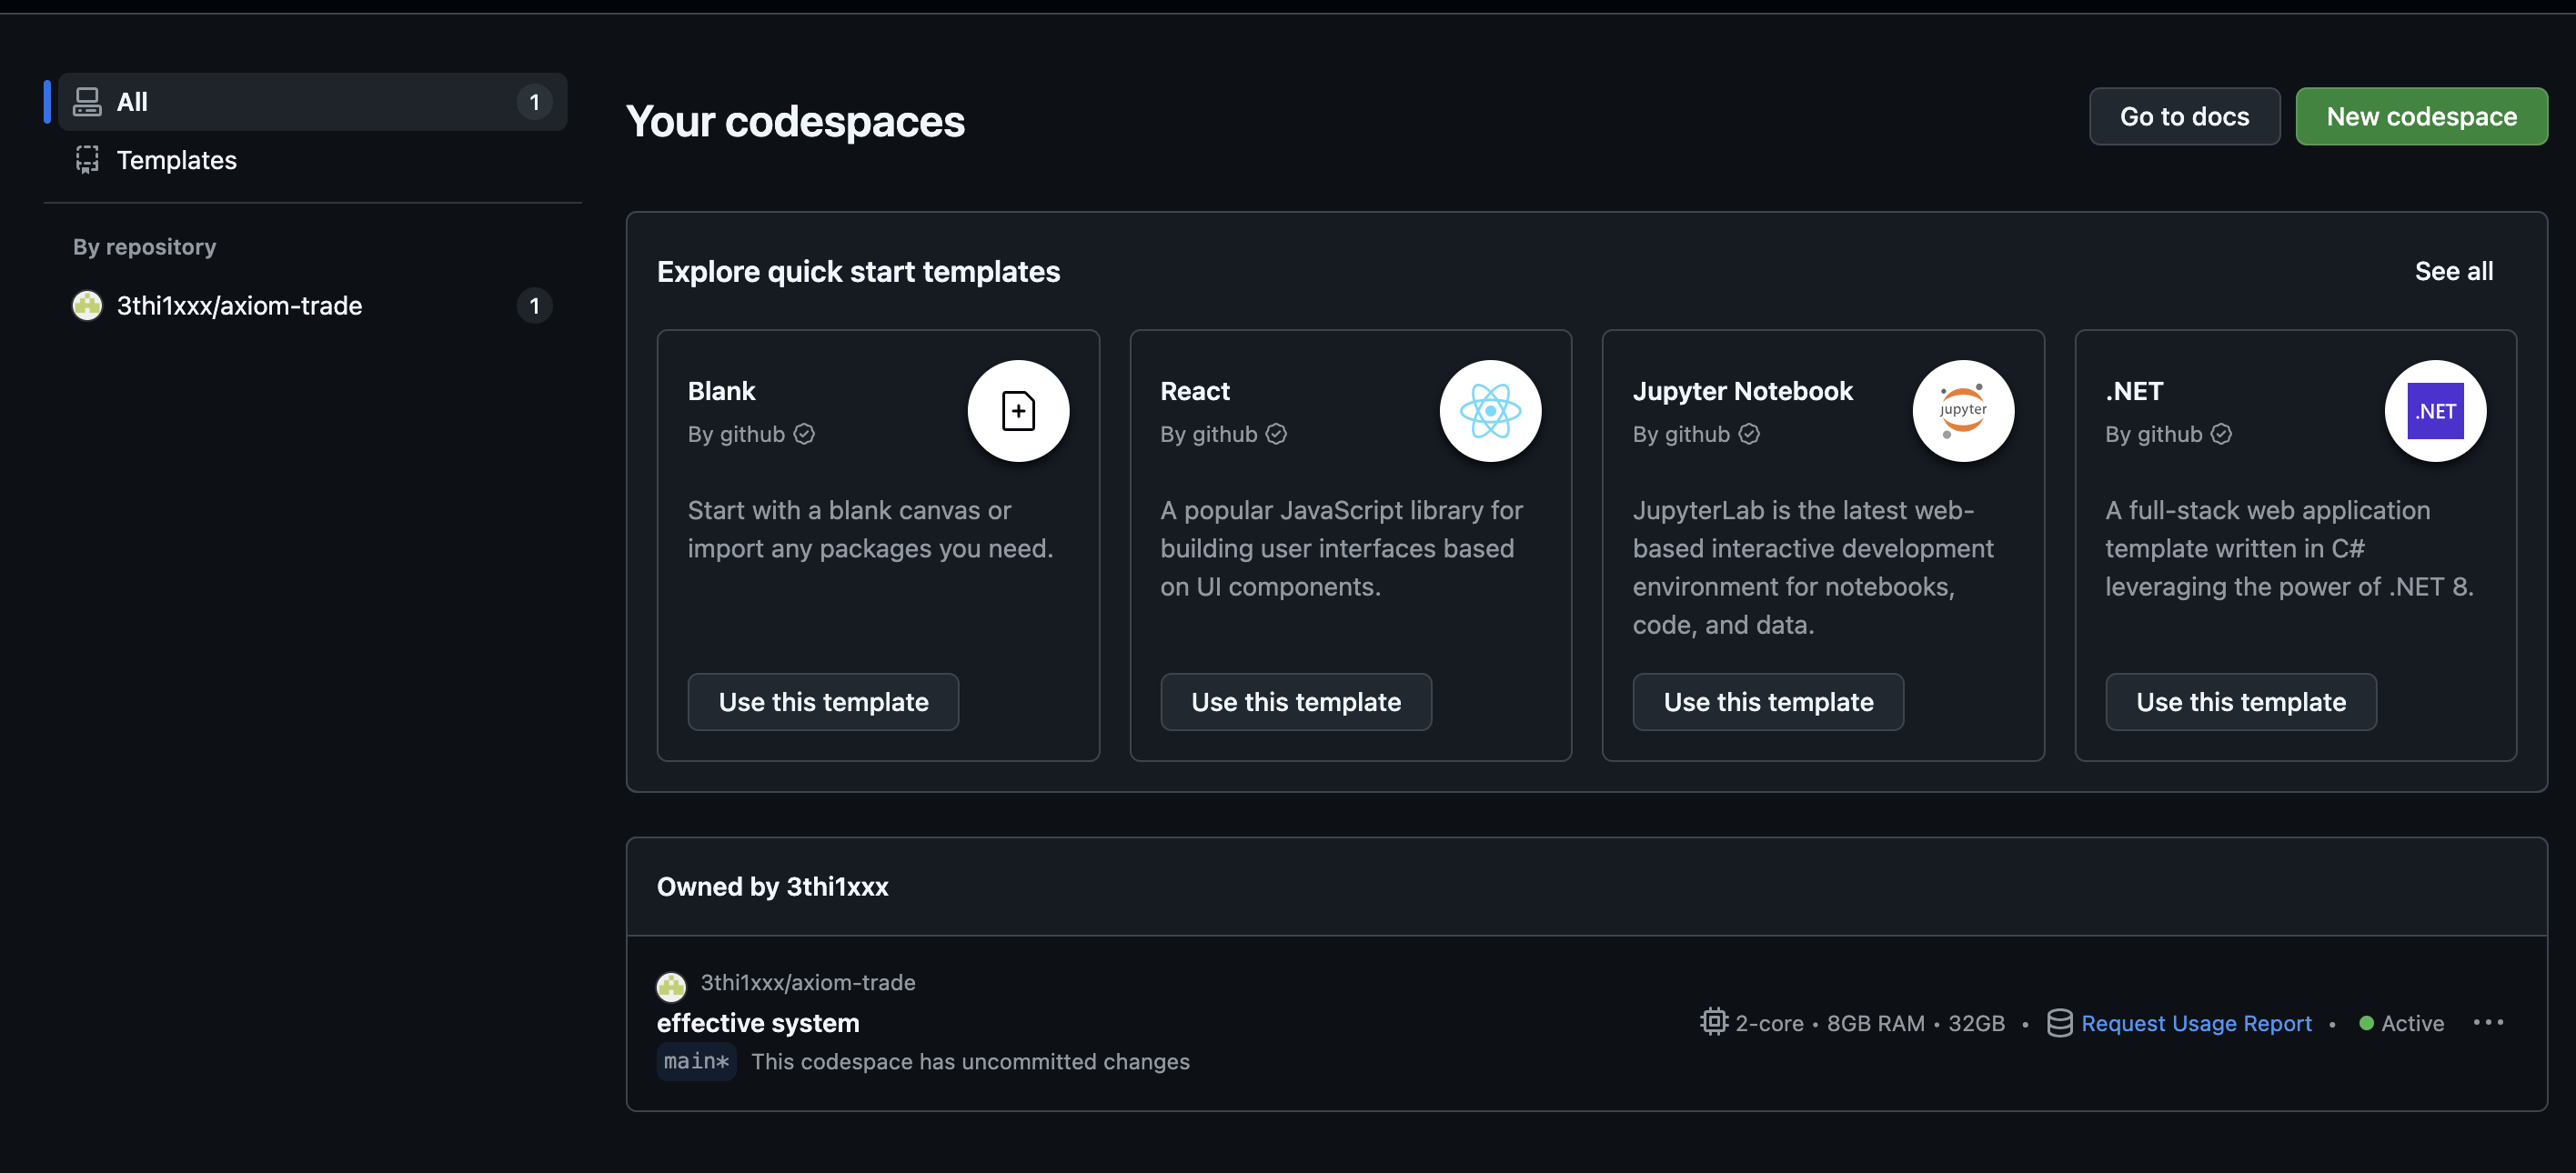 All 1
Templates
By repository
3thi1xxx/axiom-trade 1
Your codespaces
Go to docs
New codespace
Explore quick start templates
See all
Blank
By github
Start with a blank canvas or
import any packages you need.
Use this template
React
By github
A popular JavaScript library for
building user interfaces based
on UI components.
Use this template
Jupyter Notebook
By github
jupyter
JupyterLab is the latest web-
based interactive development
environment for notebooks,
code, and data.
Use this template
.NET
By github
.NET
A full-stack web application
template written in C#
leveraging the power of .NET 8.
Use this template
Owned by 3thi1xxx
3thi1xxx/axiom-trade
effective system
main* This codespace has uncommitted changes
2-core • 8GB RAM • 32GB • Request Usage Report • Active